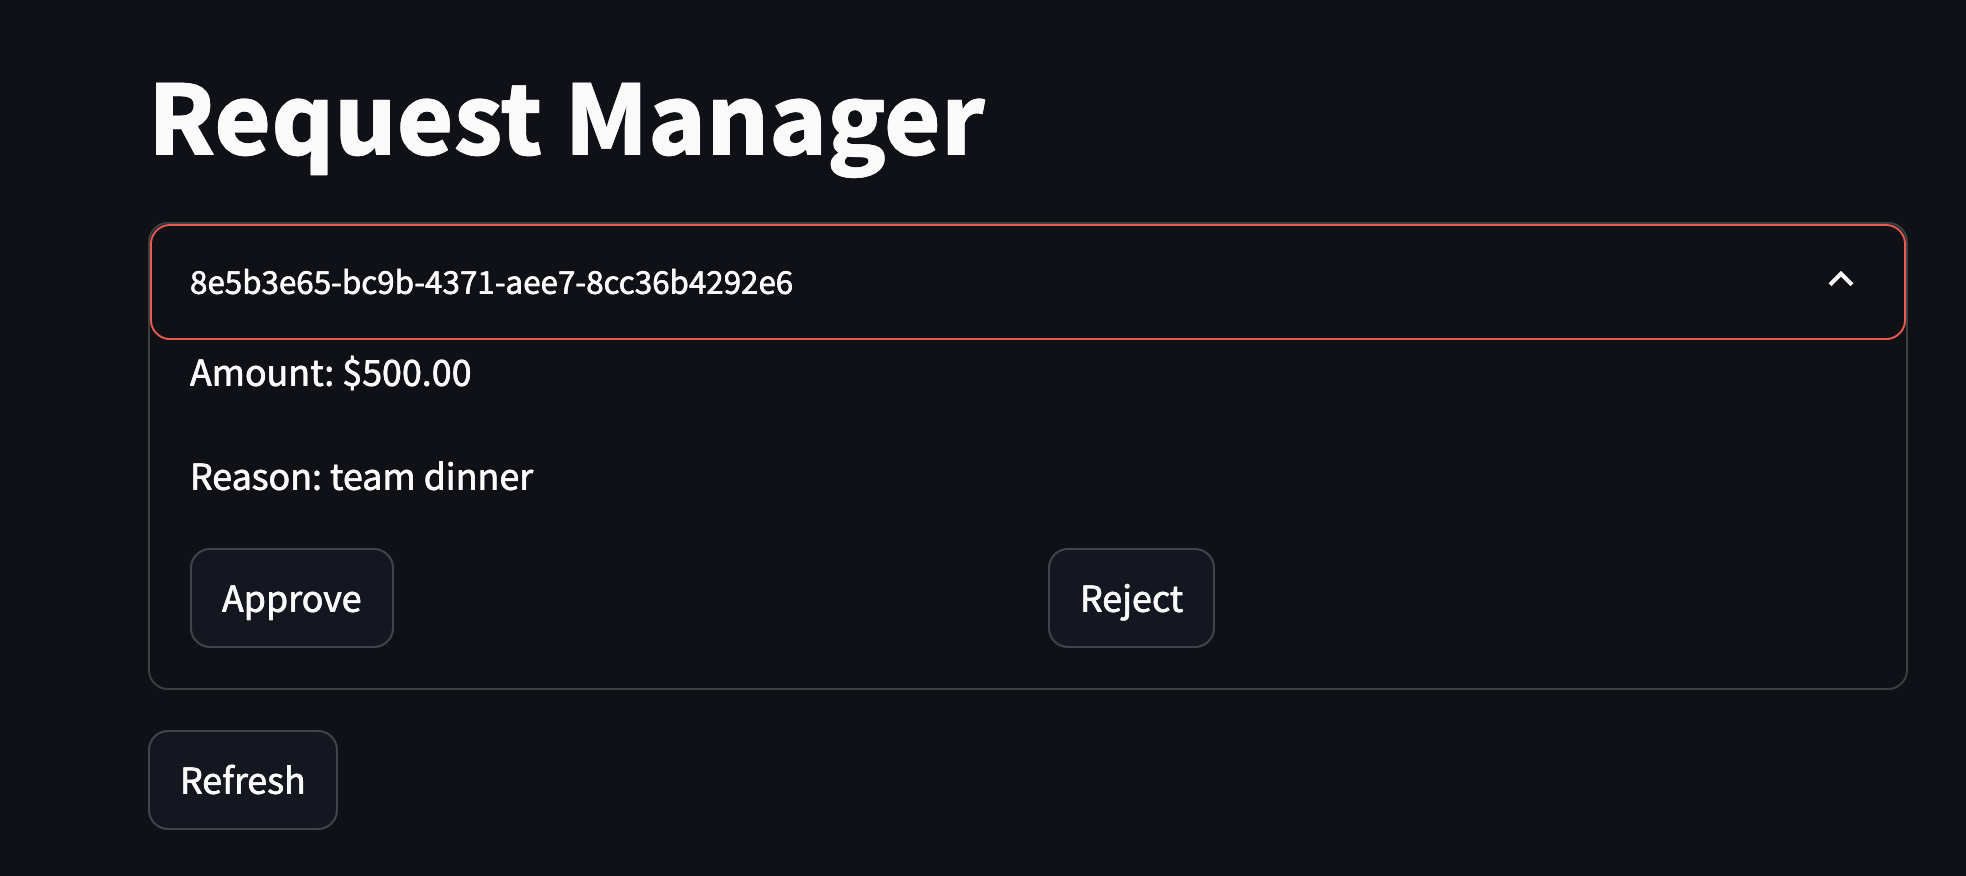 Request Manager
8e5b3e65-bc9b-4371-aee7-8cc36b4292e6
Amount: $500.00
Reason: team dinner
Approve
Reject
Refresh